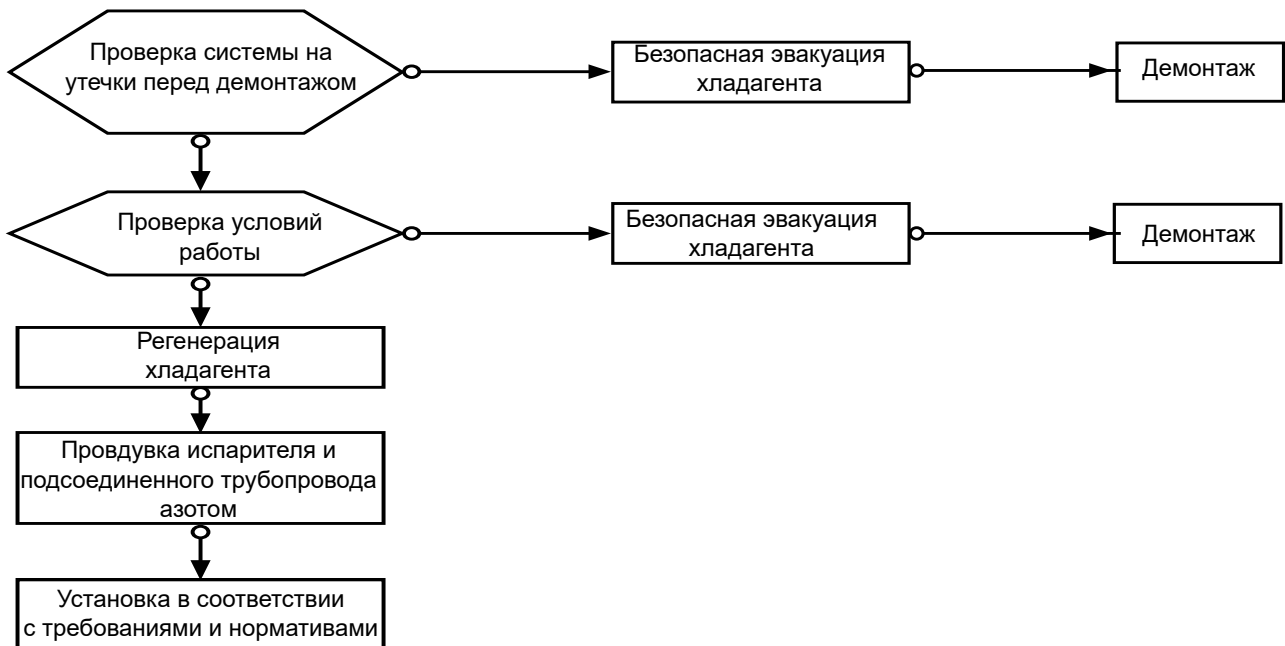 Проверка системы на
утечки перед демонтажом
Безопасная эвакуация
хладагента
Демонтаж
Проверка условий
работы
Безопасная эвакуация
хладагента
Демонтаж
Регенерация
хладагента
Провдувка испарителя и
подсоединенного трубопровода
азотом
Установка в соответствии
с требованиями и нормативами